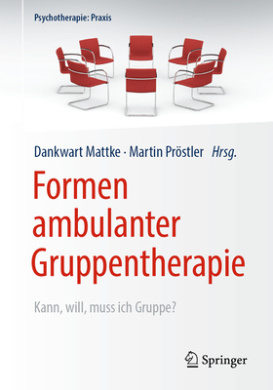 Psychotherapie: Praxis
Dankwart Mattke · Martin Pröstler Hrsg.
Formen
ambulanter
Gruppentherapie
Kann, will, muss ich Gruppe?
Springer